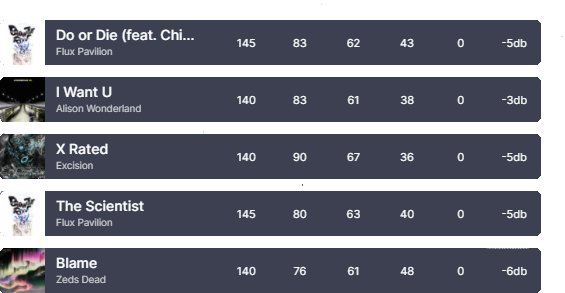 Do or Die (feat. Chi... 145 83 62 43 0 -5db
Flux Pavilion
I Want U 140 83 61 38 0 -3db
Alison Wonderland
X Rated 140 90 67 36 0 -5db
Excision
The Scientist 145 80 63 40 0 -5db
Flux Pavilion
Blame 140 76 61 48 0 -6db
Zeds Dead